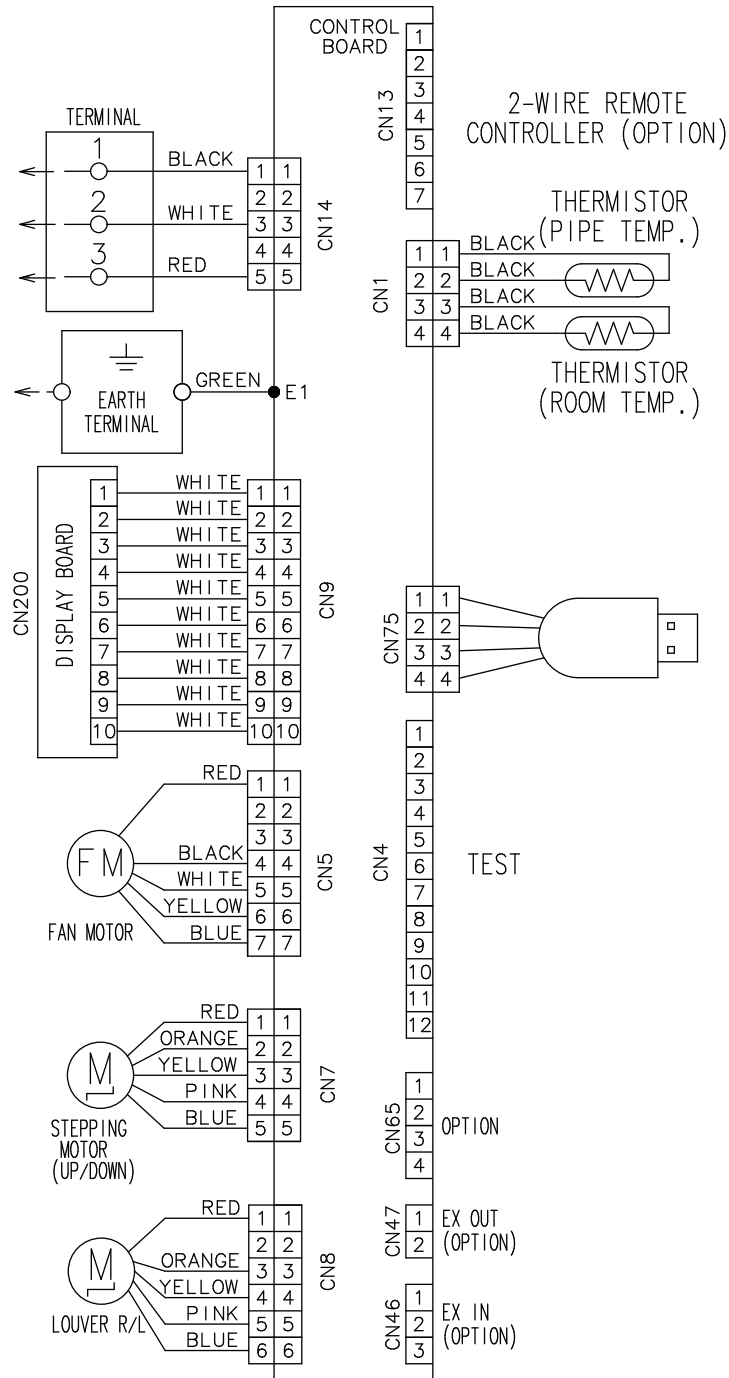 CONTROL
BOARD
CN13
1
2
3
4
5
6
7
2-WIRE REMOTE
CONTROLLER (OPTION)
TERMINAL
1 BLACK 1 1
2 2
2 WHITE 3 3
4 4
3 RED 5 5
CN14
THERMISTOR
(PIPE TEMP.)
CN1
1 1 BLACK
2 2 BLACK
3 3 BLACK
4 4 BLACK
THERMISTOR
(ROOM TEMP.)
EARTH
TERMINAL
GREEN
E1
CN200
DISPLAY BOARD
1 WHITE 1 1
2 WHITE 2 2
3 WHITE 3 3
4 WHITE 4 4
5 WHITE 5 5
6 WHITE 6 6
7 WHITE 7 7
8 WHITE 8 8
9 WHITE 9 9
10 WHITE 10 10
CN9
CN75
1 1
2 2
3 3
4 4
FM
FAN MOTOR
RED 1 1
2 2
3 3
BLACK 4 4
WHITE 5 5
YELLOW 6 6
BLUE 7 7
CN5
CN4
1
2
3
4
5
6
7
8
9
10
11
12
TEST
M
STEPPING
MOTOR
(UP/DOWN)
RED 1 1
ORANGE 2 2
YELLOW 3 3
PINK 4 4
BLUE 5 5
CN7
CN65
1
2
3
4
OPTION
M
LOUVER R/L
RED 1 1
2 2
ORANGE 3 3
YELLOW 4 4
PINK 5 5
BLUE 6 6
CN8
CN47
1
2
EX OUT
(OPTION)
CN46
1
2
3
EX IN
(OPTION)